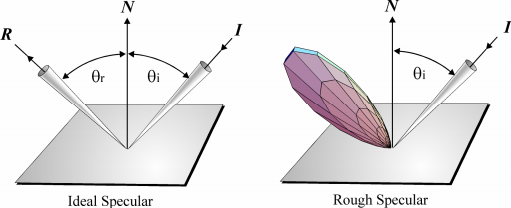 N
R
I
θr
θi
Ideal Specular
N
I
θi
Rough Specular